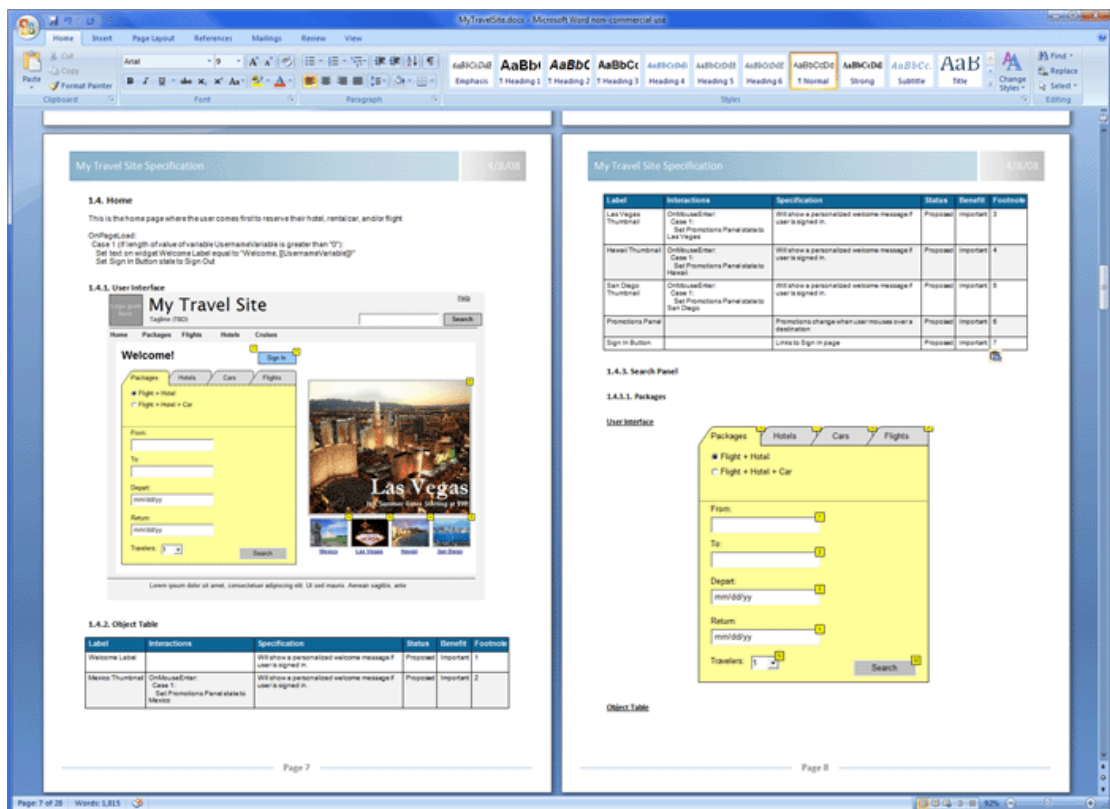 MyTravelSite.docx - Microsoft Word non-commercial use
Home Insert Page Layout References Mailings Review View
Paste
Cut
Copy
Format Painter
Clipboard
Arial 9
Font
Paragraph
Emphasis
¶ Heading 1
¶ Heading 2
¶ Heading 3
Heading 4
Heading 5
Heading 6
¶ Normal
Strong
Subtitle
Title
Change Styles
Styles
Find
Replace
Select
Editing
My Travel Site Specification 4/8/08
1.4. Home
This is the home page where the user comes first to reserve their hotel, rental car, and/or flight
OnPageLoad:
Case 1 (If length of value of variable UsernameVariable is greater than "0"):
Set text on widget Welcome Label equal to "Welcome, [[UsernameVariable]]!"
Set Sign In Button state to Sign Out
1.4.1. User Interface
My Travel Site
Tagline (TBD)
Help
Search
Home Packages Flights Hotels Cruises
Welcome!
Sign In
Packages Hotels Cars Flights
Flight + Hotel
Flight + Hotel + Car
From:
To:
Depart:
mm/dd/yy
Return:
mm/dd/yy
Travelers: 1
Search
Las Vegas
Mexico Las Vegas Hawaii San Diego
Lorem ipsum dolor sit amet, consectetuer adipiscing elit. Ut sed mauris. Aenean sagittis, ante
1.4.2. Object Table
Label Interactions Specification Status Benefit Footnote
Welcome Label Will show a personalized welcome message if Proposed Important 1
user is signed in.
Mexico Thumbnail OnMouseEnter: Will show a personalized welcome message if Proposed Important 2
Case 1: user is signed in.
Set Promotions Panel state to
Mexico
Page 7
My Travel Site Specification 4/8/08
Label Interactions Specification Status Benefit Footnote
Las Vegas OnMouseEnter: Will show a personalized welcome message if Proposed Important 3
Thumbnail Case 1: user is signed in.
Set Promotions Panel state to
Las Vegas
Hawaii Thumbnail OnMouseEnter: Will show a personalized welcome message if Proposed Important 4
Case 1: user is signed in.
Set Promotions Panel state to
Hawaii
San Diego OnMouseEnter: Will show a personalized welcome message if Proposed Important 5
Thumbnail Case 1: user is signed in.
Set Promotions Panel state to
San Diego
Promotions Panel Promotions change when user mouses over a Proposed Important 6
destination
Sign In Button Links to Sign In page Proposed Important 7
1.4.3. Search Panel
1.4.3.1. Packages
User Interface
Packages Hotels Cars Flights
Flight + Hotel
Flight + Hotel + Car
From:
To:
Depart:
mm/dd/yy
Return:
mm/dd/yy
Travelers: 1
Search
Object Table
Page 8
Page: 7 of 28 Words: 1,815 92%